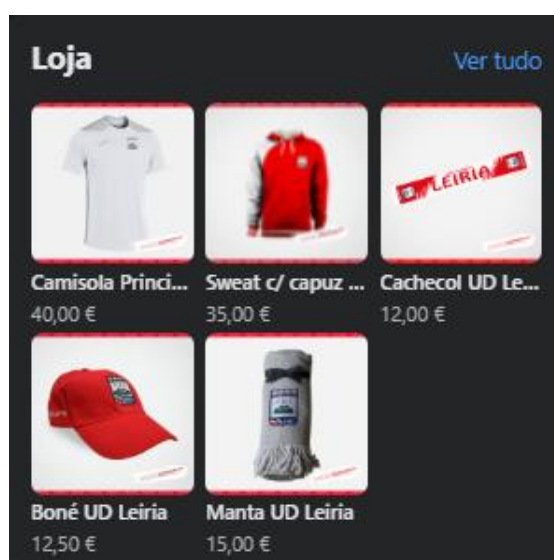 Loja
Ver tudo
Camisola Princi...
Sweat c/ capuz ...
Cachecol UD Le...
40,00 €
35,00 €
12,00 €
LEIRIA
Boné UD Leiria
Manta UD Leiria
12,50 €
15,00 €